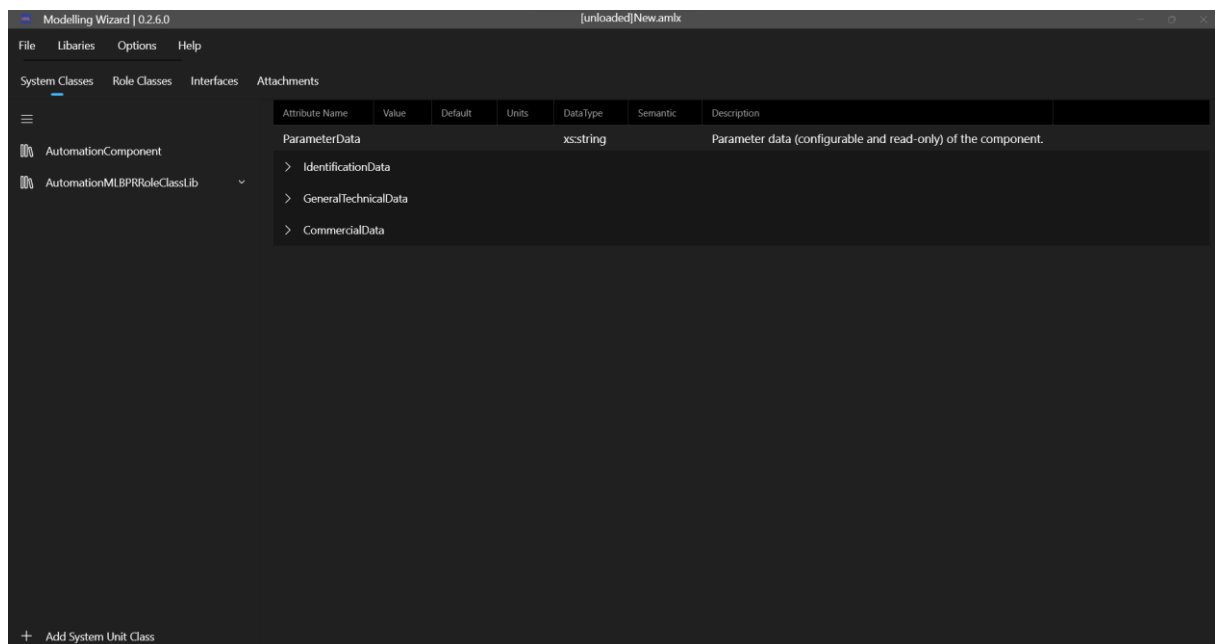 Modelling Wizard | 0.2.6.0 [unloaded]New.amlx
File Libaries Options Help
System Classes Role Classes Interfaces Attachments
Attribute Name Value Default Units DataType Semantic Description
ParameterData xs:string Parameter data (configurable and read-only) of the component.
AutomationComponent
IdentificationData
AutomationMLBPRRoleClassLib
GeneralTechnicalData
CommercialData
+ Add System Unit Class